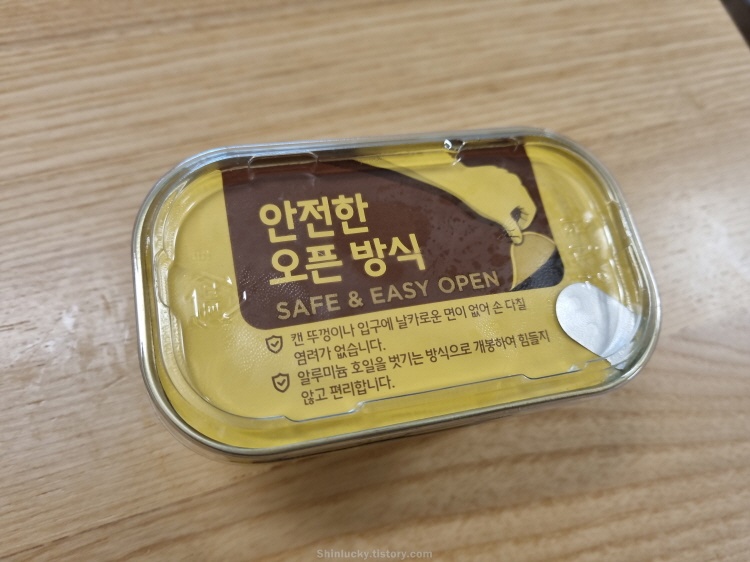 안전한
오픈 방식
SAFE & EASY OPEN
캔 뚜껑이나 입구에 날카로운 면이 없어 손 다칠
염려가 없습니다.
알루미늄 호일을 벗기는 방식으로 개봉하여 힘들지
않고 편리합니다.
Shinlucky.tistory.com